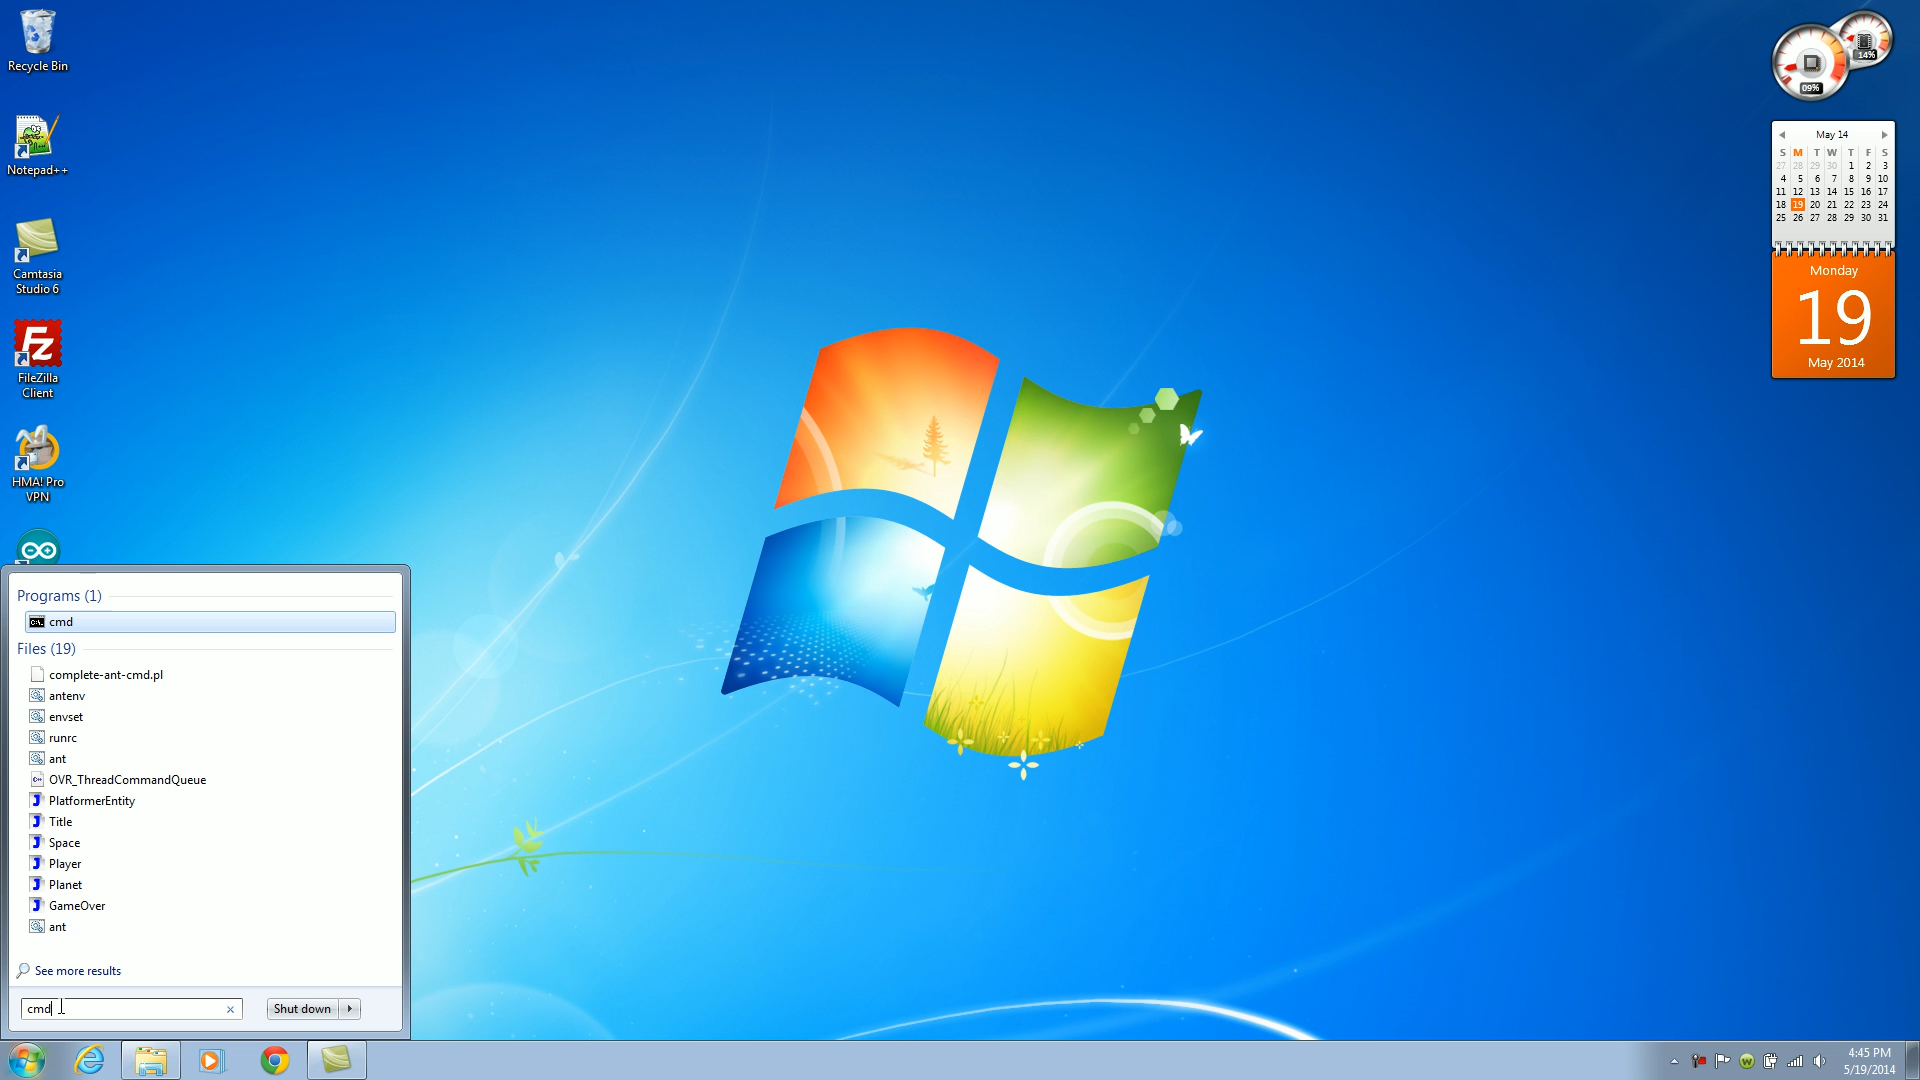 Recycle Bin
Notepad++
Camtasia
Studio 6
FileZilla
Client
HMA! Pro
VPN
Programs (1)
cmd
Files (19)
complete-ant-cmd.pl
antenv
envset
runrc
ant
OVR_ThreadCommandQueue
PlatformerEntity
Title
Space
Player
Planet
GameOver
ant
See more results
cmd
Shut down
09%
14%
May 14
S M T W T F S
27 28 29 30 1 2 3
4 5 6 7 8 9 10
11 12 13 14 15 16 17
18 19 20 21 22 23 24
25 26 27 28 29 30 31
Monday
19
May 2014
4:45 PM
5/19/2014